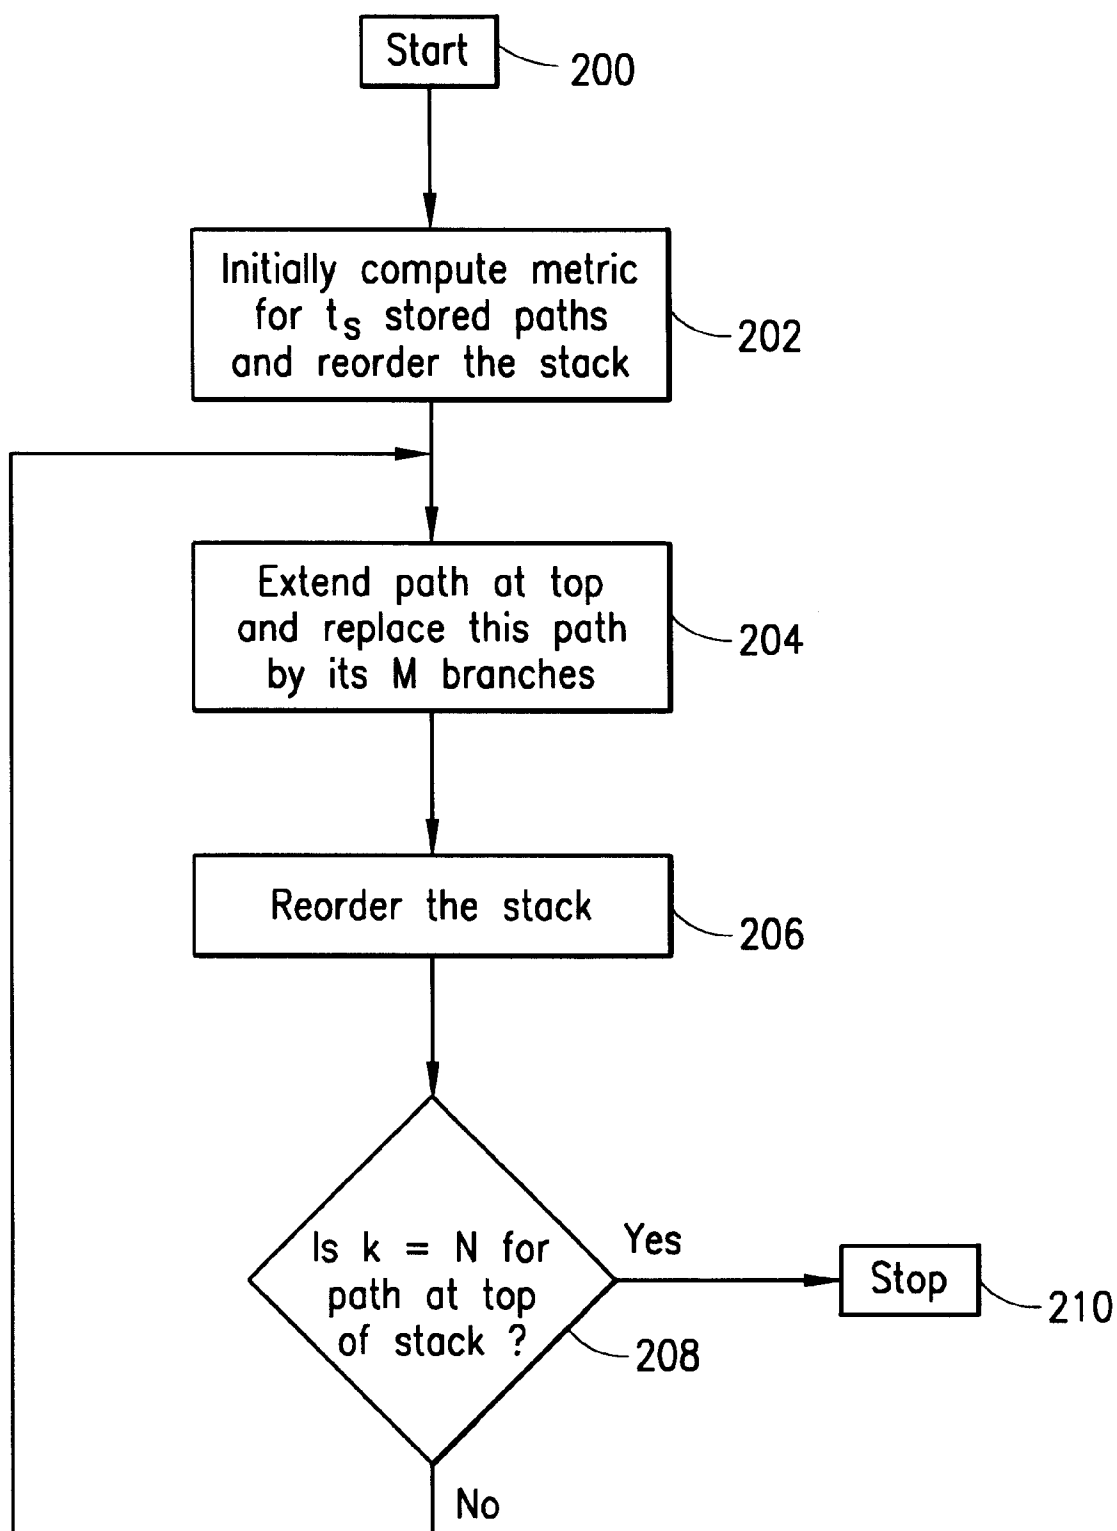 Start
200
Initially compute metric
for ts stored paths
and reorder the stack
202
Extend path at top
and replace this path
by its M branches
204
Reorder the stack
206
Is k = N for
path at top
of stack ?
208
Yes
Stop
210
No